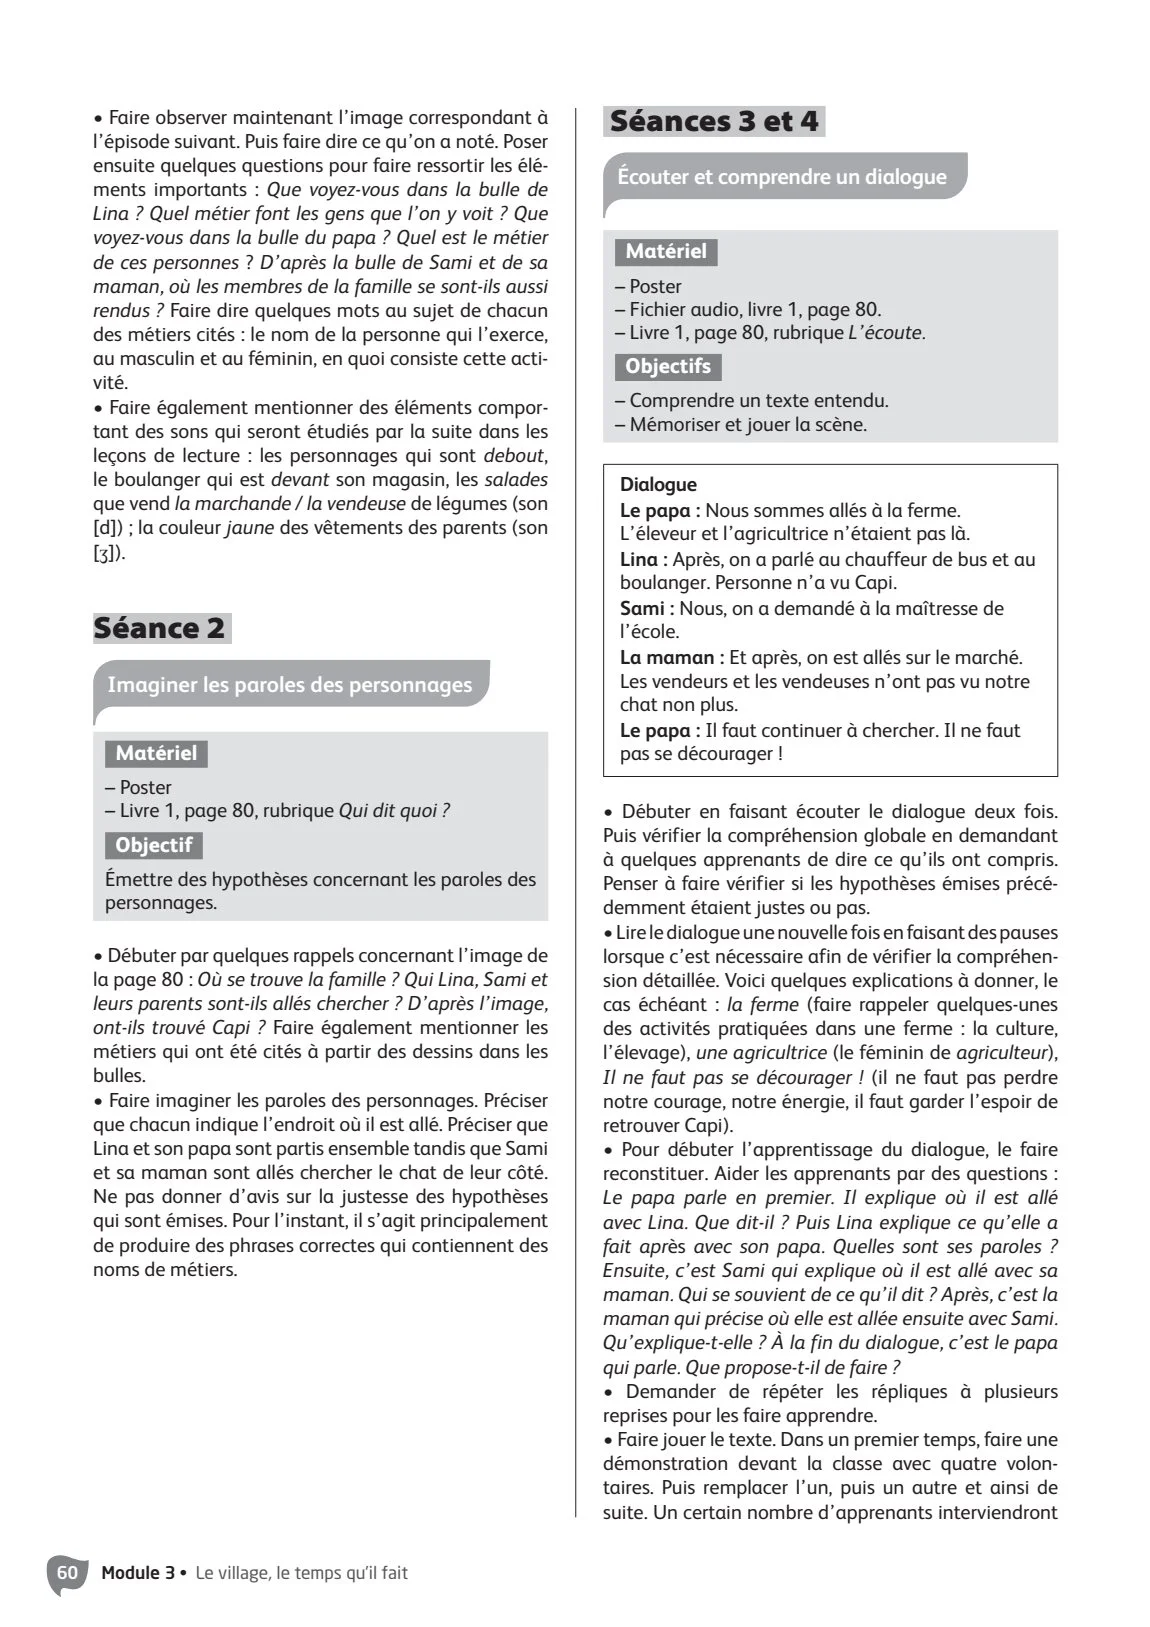 • Faire observer maintenant l’image correspondant à
l’épisode suivant. Puis faire dire ce qu’on a noté. Poser
ensuite quelques questions pour faire ressortir les élé-
ments importants : Que voyez-vous dans la bulle de
Lina ? Quel métier font les gens que l’on y voit ? Que
voyez-vous dans la bulle du papa ? Quel est le métier
de ces personnes ? D’après la bulle de Sami et de sa
maman, où les membres de la famille se sont-ils aussi
rendus ? Faire dire quelques mots au sujet de chacun
des métiers cités : le nom de la personne qui l’exerce,
au masculin et au féminin, en quoi consiste cette acti-
vité.
• Faire également mentionner des éléments compor-
tant des sons qui seront étudiés par la suite dans les
leçons de lecture : les personnages qui sont debout,
le boulanger qui est devant son magasin, les salades
que vend la marchande / la vendeuse de légumes (son
[d]) ; la couleur jaune des vêtements des parents (son
[ʒ]).
Séance 2
Imaginer les paroles des personnages
Matériel
– Poster
– Livre 1, page 80, rubrique Qui dit quoi ?
Objectif
Émettre des hypothèses concernant les paroles des
personnages.
• Débuter par quelques rappels concernant l’image de
la page 80 : Où se trouve la famille ? Qui Lina, Sami et
leurs parents sont-ils allés chercher ? D’après l’image,
ont-ils trouvé Capi ? Faire également mentionner les
métiers qui ont été cités à partir des dessins dans les
bulles.
• Faire imaginer les paroles des personnages. Préciser
que chacun indique l’endroit où il est allé. Préciser que
Lina et son papa sont partis ensemble tandis que Sami
et sa maman sont allés chercher le chat de leur côté.
Ne pas donner d’avis sur la justesse des hypothèses
qui sont émises. Pour l’instant, il s’agit principalement
de produire des phrases correctes qui contiennent des
noms de métiers.
Séances 3 et 4
Écouter et comprendre un dialogue
Matériel
– Poster
– Fichier audio, livre 1, page 80.
– Livre 1, page 80, rubrique L’écoute.
Objectifs
– Comprendre un texte entendu.
– Mémoriser et jouer la scène.
Dialogue
Le papa : Nous sommes allés à la ferme.
L’éleveur et l’agricultrice n’étaient pas là.
Lina : Après, on a parlé au chauffeur de bus et au
boulanger. Personne n’a vu Capi.
Sami : Nous, on a demandé à la maîtresse de
l’école.
La maman : Et après, on est allés sur le marché.
Les vendeurs et les vendeuses n’ont pas vu notre
chat non plus.
Le papa : Il faut continuer à chercher. Il ne faut
pas se décourager !
• Débuter en faisant écouter le dialogue deux fois.
Puis vérifier la compréhension globale en demandant
à quelques apprenants de dire ce qu’ils ont compris.
Penser à faire vérifier si les hypothèses émises précé-
demment étaient justes ou pas.
• Lire le dialogue une nouvelle fois en faisant des pauses
lorsque c’est nécessaire afin de vérifier la compréhen-
sion détaillée. Voici quelques explications à donner, le
cas échéant : la ferme (faire rappeler quelques-unes
des activités pratiquées dans une ferme : la culture,
l’élevage), une agricultrice (le féminin de agriculteur),
Il ne faut pas se décourager ! (il ne faut pas perdre
notre courage, notre énergie, il faut garder l’espoir de
retrouver Capi).
• Pour débuter l’apprentissage du dialogue, le faire
reconstituer. Aider les apprenants par des questions :
Le papa parle en premier. Il explique où il est allé
avec Lina. Que dit-il ? Puis Lina explique ce qu’elle a
fait après avec son papa. Quelles sont ses paroles ?
Ensuite, c’est Sami qui explique où il est allé avec sa
maman. Qui se souvient de ce qu’il dit ? Après, c’est la
maman qui précise où elle est allée ensuite avec Sami.
Qu’explique-t-elle ? À la fin du dialogue, c’est le papa
qui parle. Que propose-t-il de faire ?
• Demander de répéter les répliques à plusieurs
reprises pour les faire apprendre.
• Faire jouer le texte. Dans un premier temps, faire une
démonstration devant la classe avec quatre volon-
taires. Puis remplacer l’un, puis un autre et ainsi de
suite. Un certain nombre d’apprenants interviendront
60 Module 3 • Le village, le temps qu’il fait